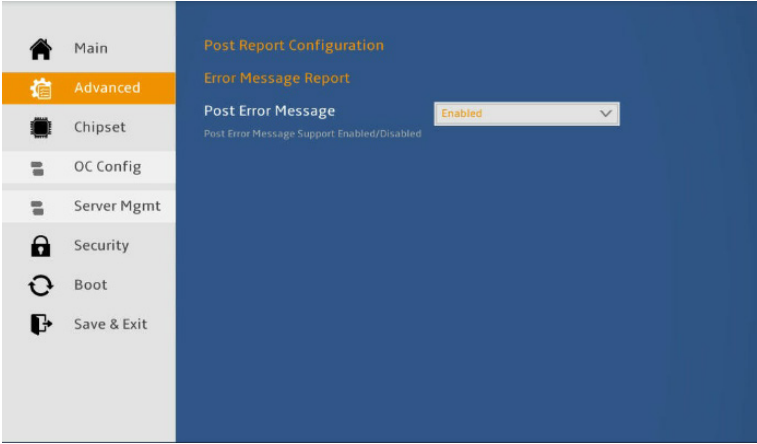 Main
Advanced
Chipset
OC Config
Server Mgmt
Security
Boot
Save & Exit
Post Report Configuration
Error Message Report
Post Error Message
Enabled
Post Error Message Support Enabled/Disabled